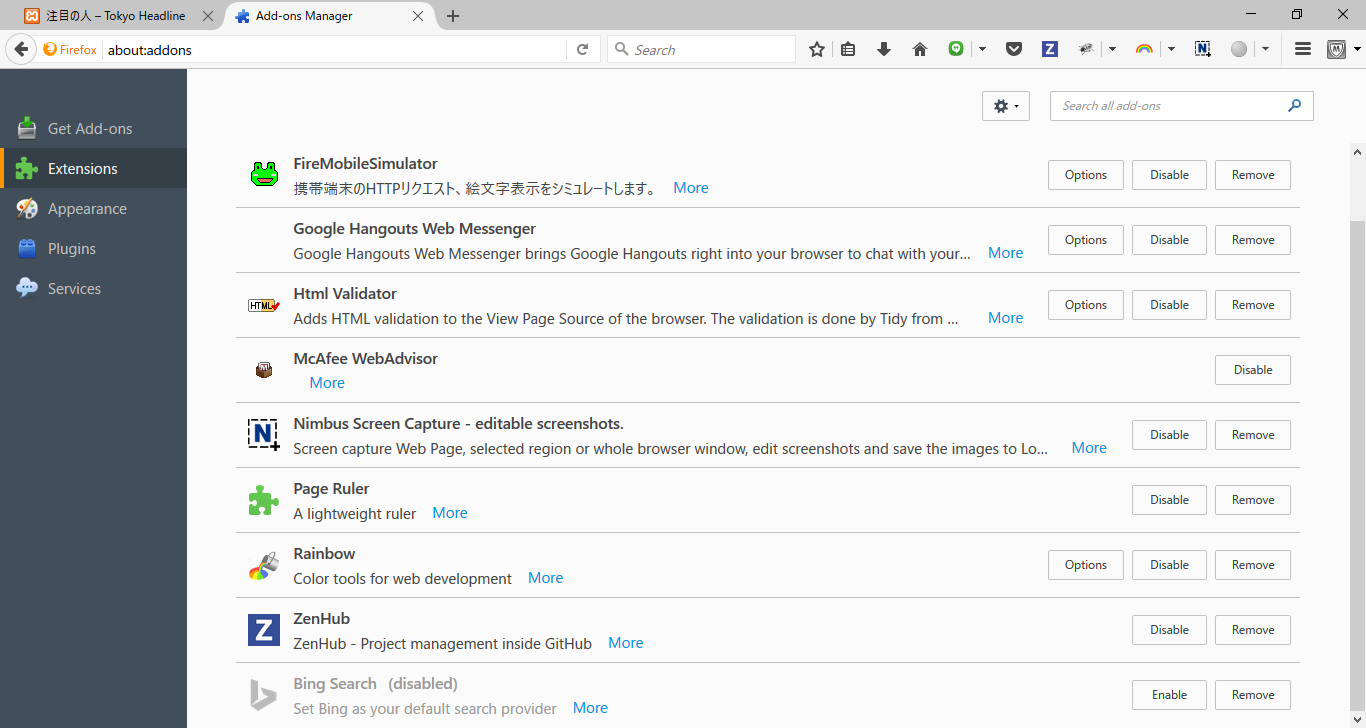 注目の人 – Tokyo Headline
Add-ons Manager
Firefox
about:addons
Search
Z
N
M
Get Add-ons
Extensions
Appearance
Plugins
Services
Search all add-ons
FireMobileSimulator
携帯端末のHTTPリクエスト、絵文字表示をシミュレートします。 More
Options Disable Remove
Google Hangouts Web Messenger
Google Hangouts Web Messenger brings Google Hangouts right into your browser to chat with your... More
Options Disable Remove
HTML
Html Validator
Adds HTML validation to the View Page Source of the browser. The validation is done by Tidy from ... More
Options Disable Remove
McAfee WebAdvisor
More
Disable
N
Nimbus Screen Capture - editable screenshots.
Screen capture Web Page, selected region or whole browser window, edit screenshots and save the images to Lo... More
Disable Remove
Page Ruler
A lightweight ruler More
Disable Remove
Rainbow
Color tools for web development More
Options Disable Remove
Z
ZenHub
ZenHub - Project management inside GitHub More
Disable Remove
Bing Search (disabled)
Set Bing as your default search provider More
Enable Remove